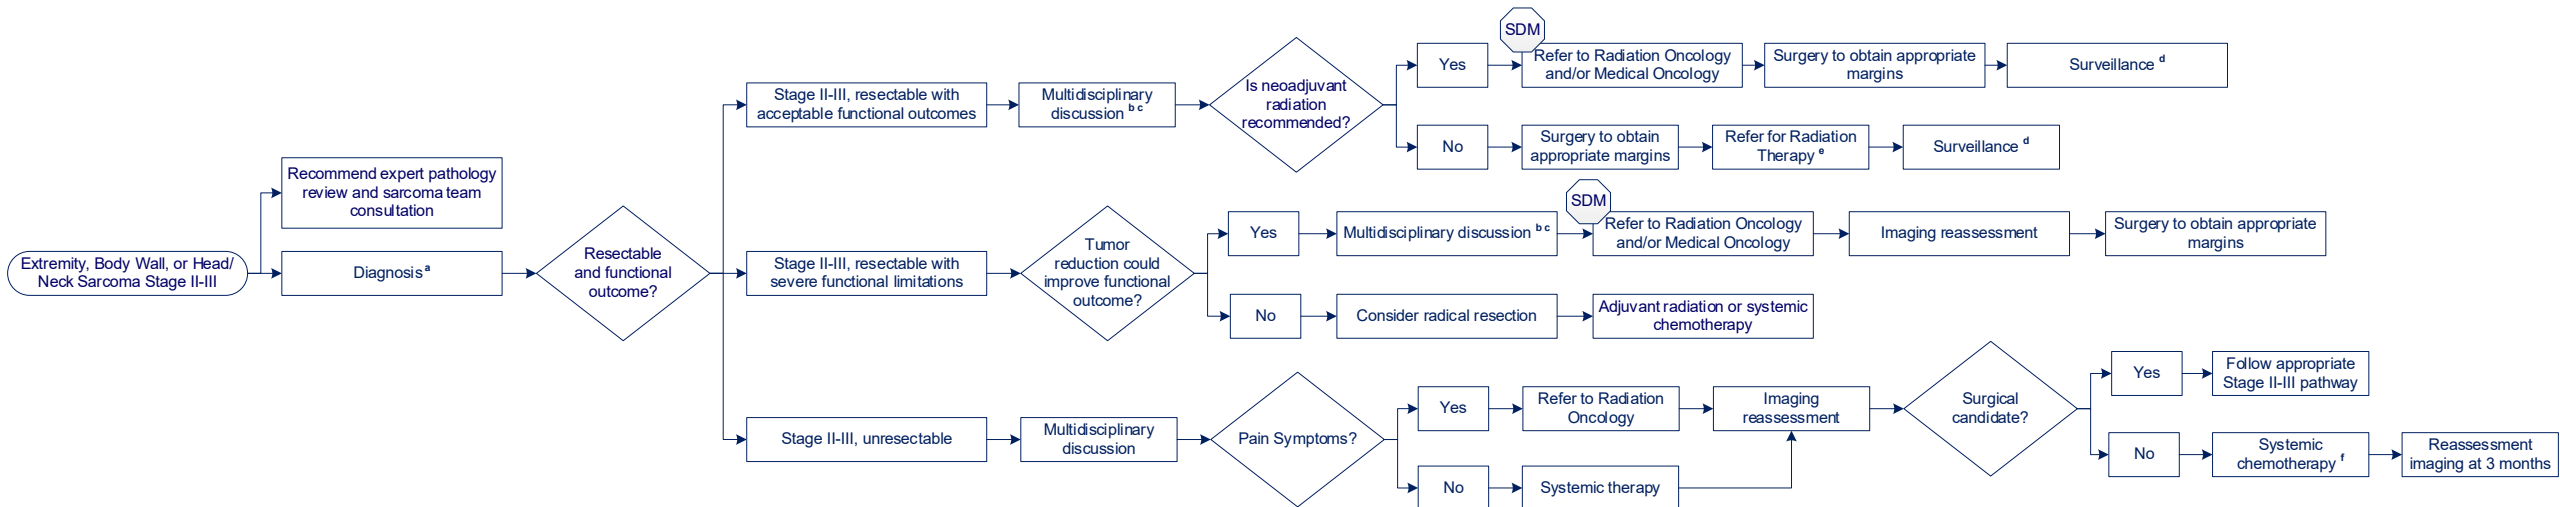 Extremity, Body Wall, or Head/
Neck Sarcoma Stage II-III
Recommend expert pathology
review and sarcoma team
consultation
Diagnosis a
Resectable
and functional
outcome?
Stage II-III, resectable with
acceptable functional outcomes
Multidisciplinary
discussion b c
Is neoadjuvant
radiation
recommended?
Yes
SDM
Refer to Radiation Oncology
and/or Medical Oncology
Surgery to obtain appropriate
margins
Surveillance d
No
Surgery to obtain
appropriate margins
Refer for Radiation
Therapy e
Surveillance d
Stage II-III, resectable with
severe functional limitations
Tumor
reduction could
improve functional
outcome?
Yes
Multidisciplinary discussion b c
SDM
Refer to Radiation Oncology
and/or Medical Oncology
Imaging reassessment
Surgery to obtain appropriate
margins
No
Consider radical resection
Adjuvant radiation or systemic
chemotherapy
Stage II-III, unresectable
Multidisciplinary
discussion
Pain Symptoms?
Yes
Refer to Radiation
Oncology
Imaging
reassessment
No
Systemic therapy
Surgical
candidate?
Yes
Follow appropriate
Stage II-III pathway
No
Systemic
chemotherapy f
Reassessment
imaging at 3 months